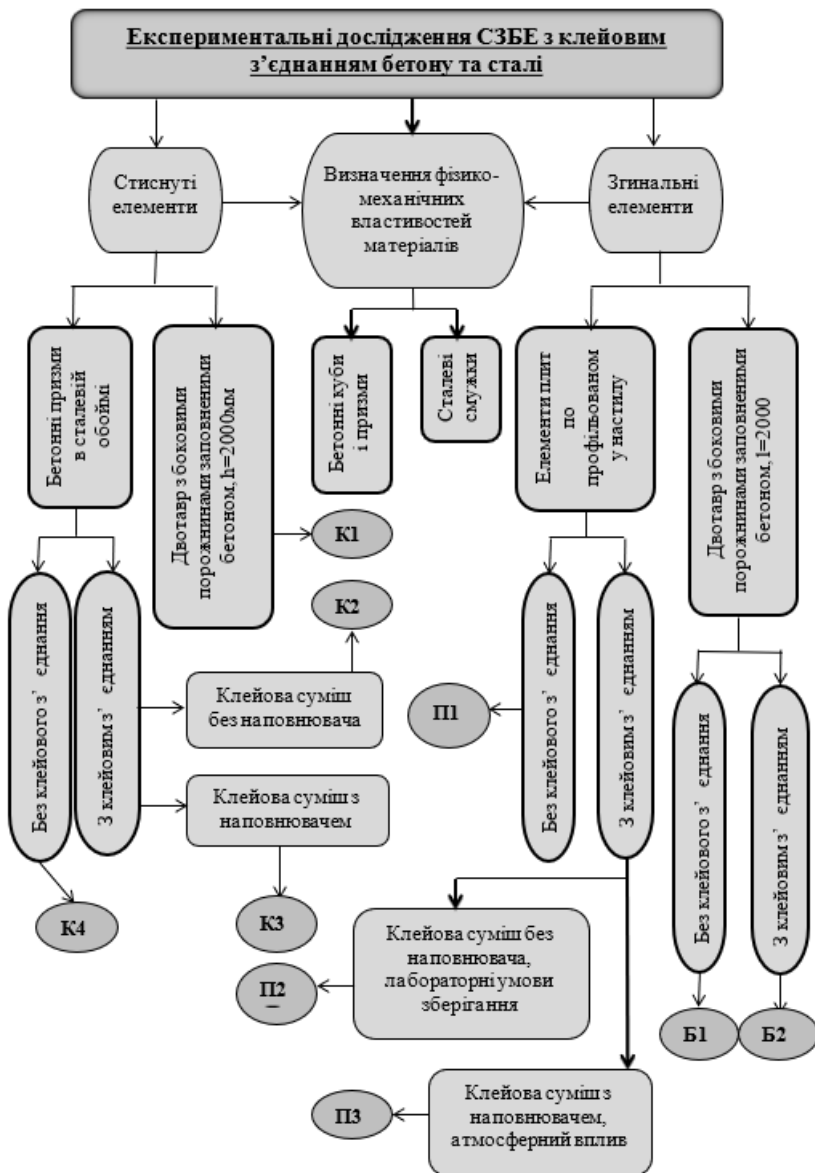 Експериментальні дослідження СЗБЕ з клейовим
з’єднанням бетону та сталі
Стиснуті
елементи
Визначення фізико-
механічних
властивостей
матеріалів
Згинальні
елементи
Бетонні призми
в сталевій
обоймі
Двотавр з боковими
порожнинами заповненими
бетоном, h=2000мм
Бетонні куби
і призми
Сталеві
смужки
Елементи плит
по
профільованом
у настилу
Двотавр з боковими
порожнинами заповненими
бетоном, l=2000
К1
К2
Без клейового з’ єднання
З клейовим з’ єднанням
Клейова суміш
без наповнювача
Клейова суміш з
наповнювачем
К4
К3
П1
Без клейового з’ єднання
З клейовим з’ єднанням
Без клейового з’ єднання
З клейовим з’ єднанням
Клейова суміш без
наповнювача,
лабораторні умови
зберігання
П2
Б1
Б2
Клейова суміш з
наповнювачем,
атмосферний вплив
П3